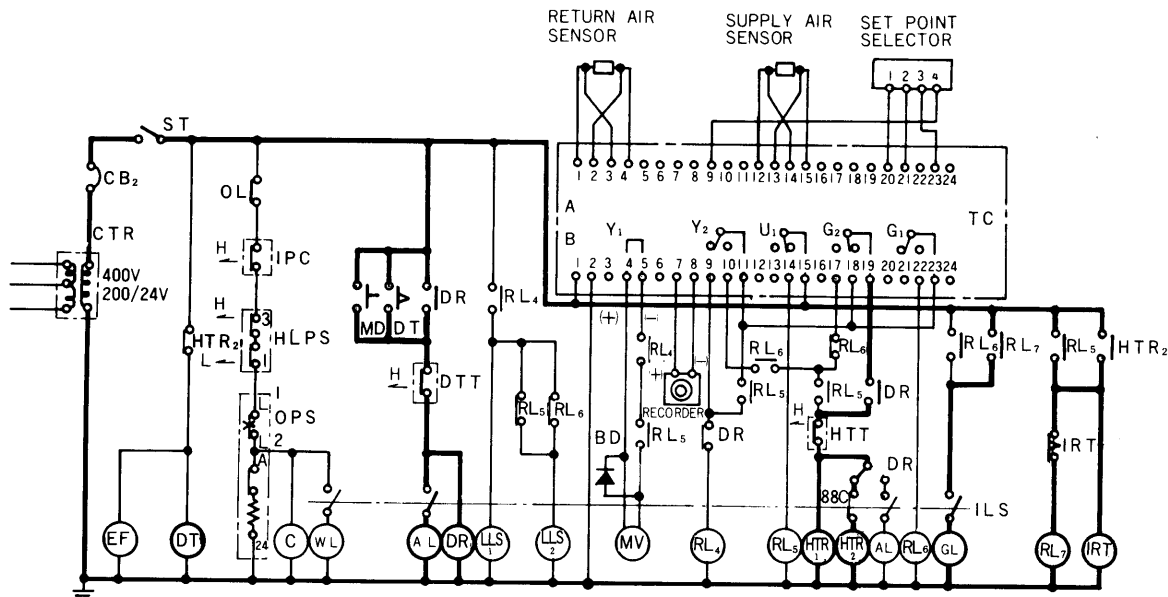 RETURN AIR SENSOR
SUPPLY AIR SENSOR
SET POINT SELECTOR
1 2 3 4
ST
CB₂
CTR
400V
200/24V
1 2 3 4 5 6 7 8 9 10 11 12 13 14 15 16 17 18 19 20 21 22 23 24
A
TC
Y₁ Y₂ U₁ G₂ G₁
B
1 2 3 4 5 6 7 8 9 10 11 12 13 14 15 16 17 18 19 20 21 22 23 24
OL
H IPC
H 3 HLPS
L 1
HTR₂
L OPS
2
A
24
MD DT DR
H DTT
RL₄
RL₅ RL₆
(+) (-)
RL₄
(+) (-)
RECORDER
BD RL₅
RL₆
RL₅
DR
RL₆
RL₅ DR
H HTT
88C DR
RL₆ RL₇
RL₅ HTR₂
IRT
ILS
EF
DT
C
WL
AL
DR
LLS 1
LLS 2
MV
RL₄
RL₅
HTR 1
HTR 2
AL
RL₆
GL
RL₇
IRT